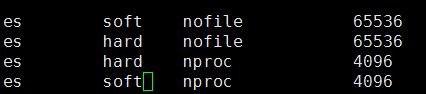 es soft nofile 65536
es hard nofile 65536
es hard nproc 4096
es soft nproc 4096